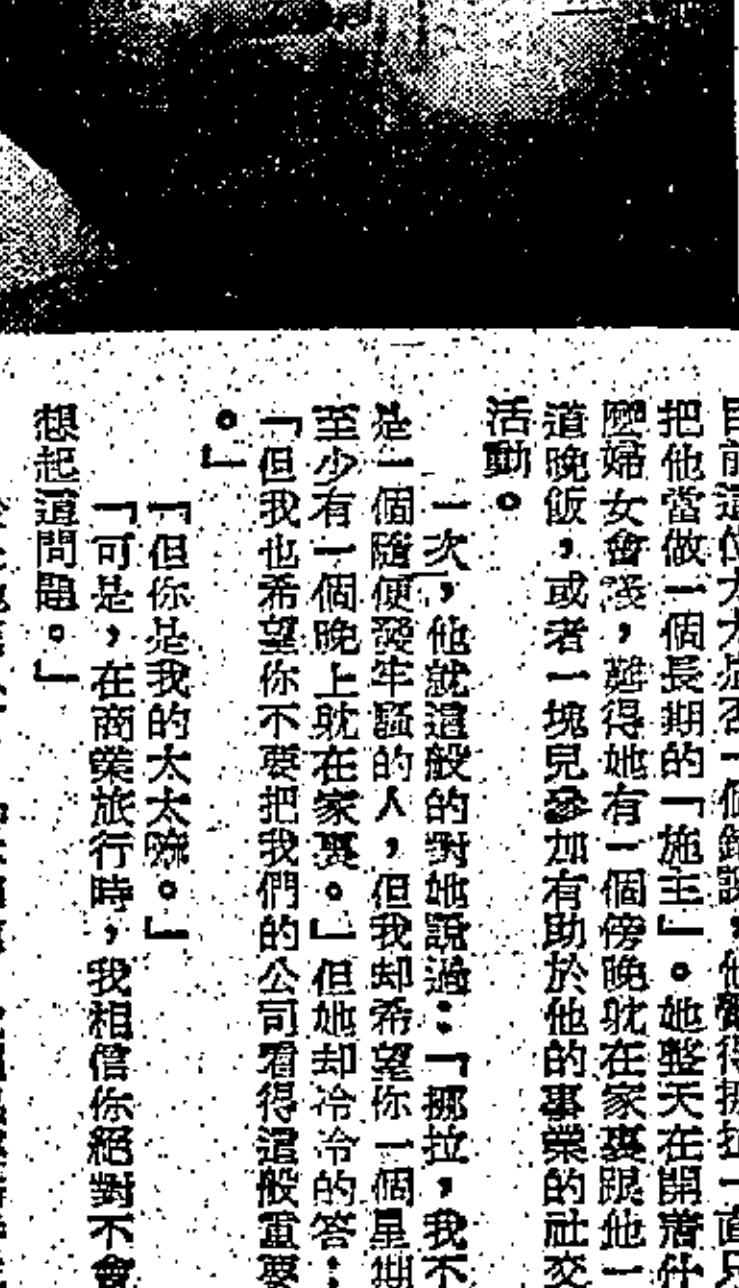 目前這位太太是否一個錯誤，他覺得挪拉一直只
把他當做一個長期的「施主」。她整天在開着什
麽婦女會議，難得她有一個傍晚躭在家裏跟他一
道晚飯，或者一塊兒參加有助於他的事業的社交
活動。
一次，他就這般的對她說過：「挪拉，我不
是一個隨便發牢騷的人，但我却希望你一個星期
至少有一個晚上躭在家裏。」但她却冷冷的答：
「但我也希望你不要把我們的公司看得這般重要
。」
「但你是我的太太啊。」
「可是，在商業旅行時，我相信你絕對不會
想起這問題。」